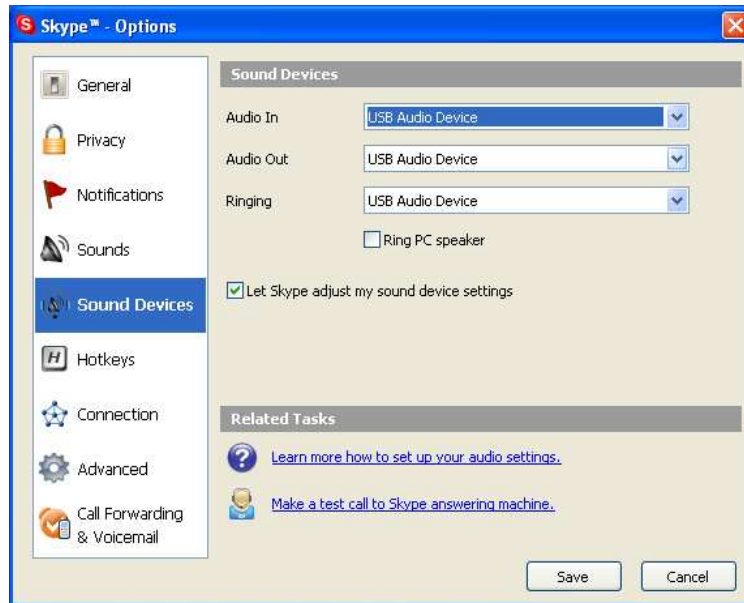 Skype™ - Options
General
Privacy
Notifications
Sounds
Sound Devices
Hotkeys
Connection
Advanced
Call Forwarding
& Voicemail
Sound Devices
Audio In USB Audio Device
Audio Out USB Audio Device
Ringing USB Audio Device
Ring PC speaker
Let Skype adjust my sound device settings
Related Tasks
Learn more how to set up your audio settings.
Make a test call to Skype answering machine.
Save Cancel